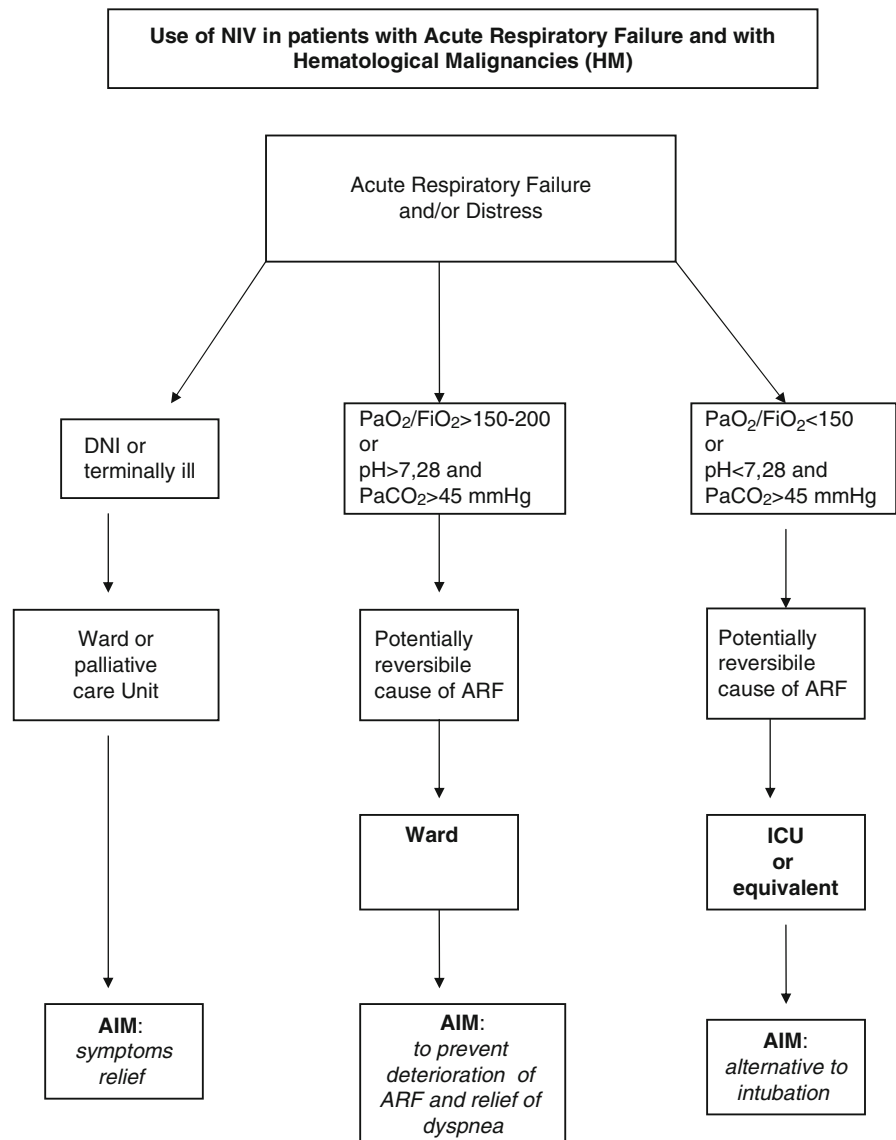 Use of NIV in patients with Acute Respiratory Failure and with
Hematological Malignancies (HM)
Acute Respiratory Failure
and/or Distress
DNI or
terminally ill
PaO₂/FiO₂>150-200
or
pH>7,28 and
PaCO₂>45 mmHg
PaO₂/FiO₂<150
or
pH<7,28 and
PaCO₂>45 mmHg
Ward or
palliative
care Unit
Potentially
reversibile
cause of ARF
Potentially
reversibile
cause of ARF
Ward
ICU
or
equivalent
AIM:
symptoms
relief
AIM:
to prevent
deterioration of
ARF and relief of
dyspnea
AIM:
alternative to
intubation